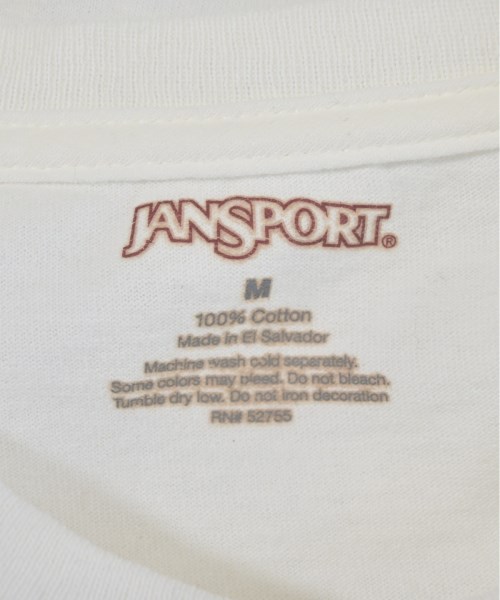 JANSPORT®
M
100% Cotton
Made in El Salvador
Machine wash cold separately.
Some colors may bleed. Do not bleach.
Tumble dry low. Do not iron decoration
RN# 52755